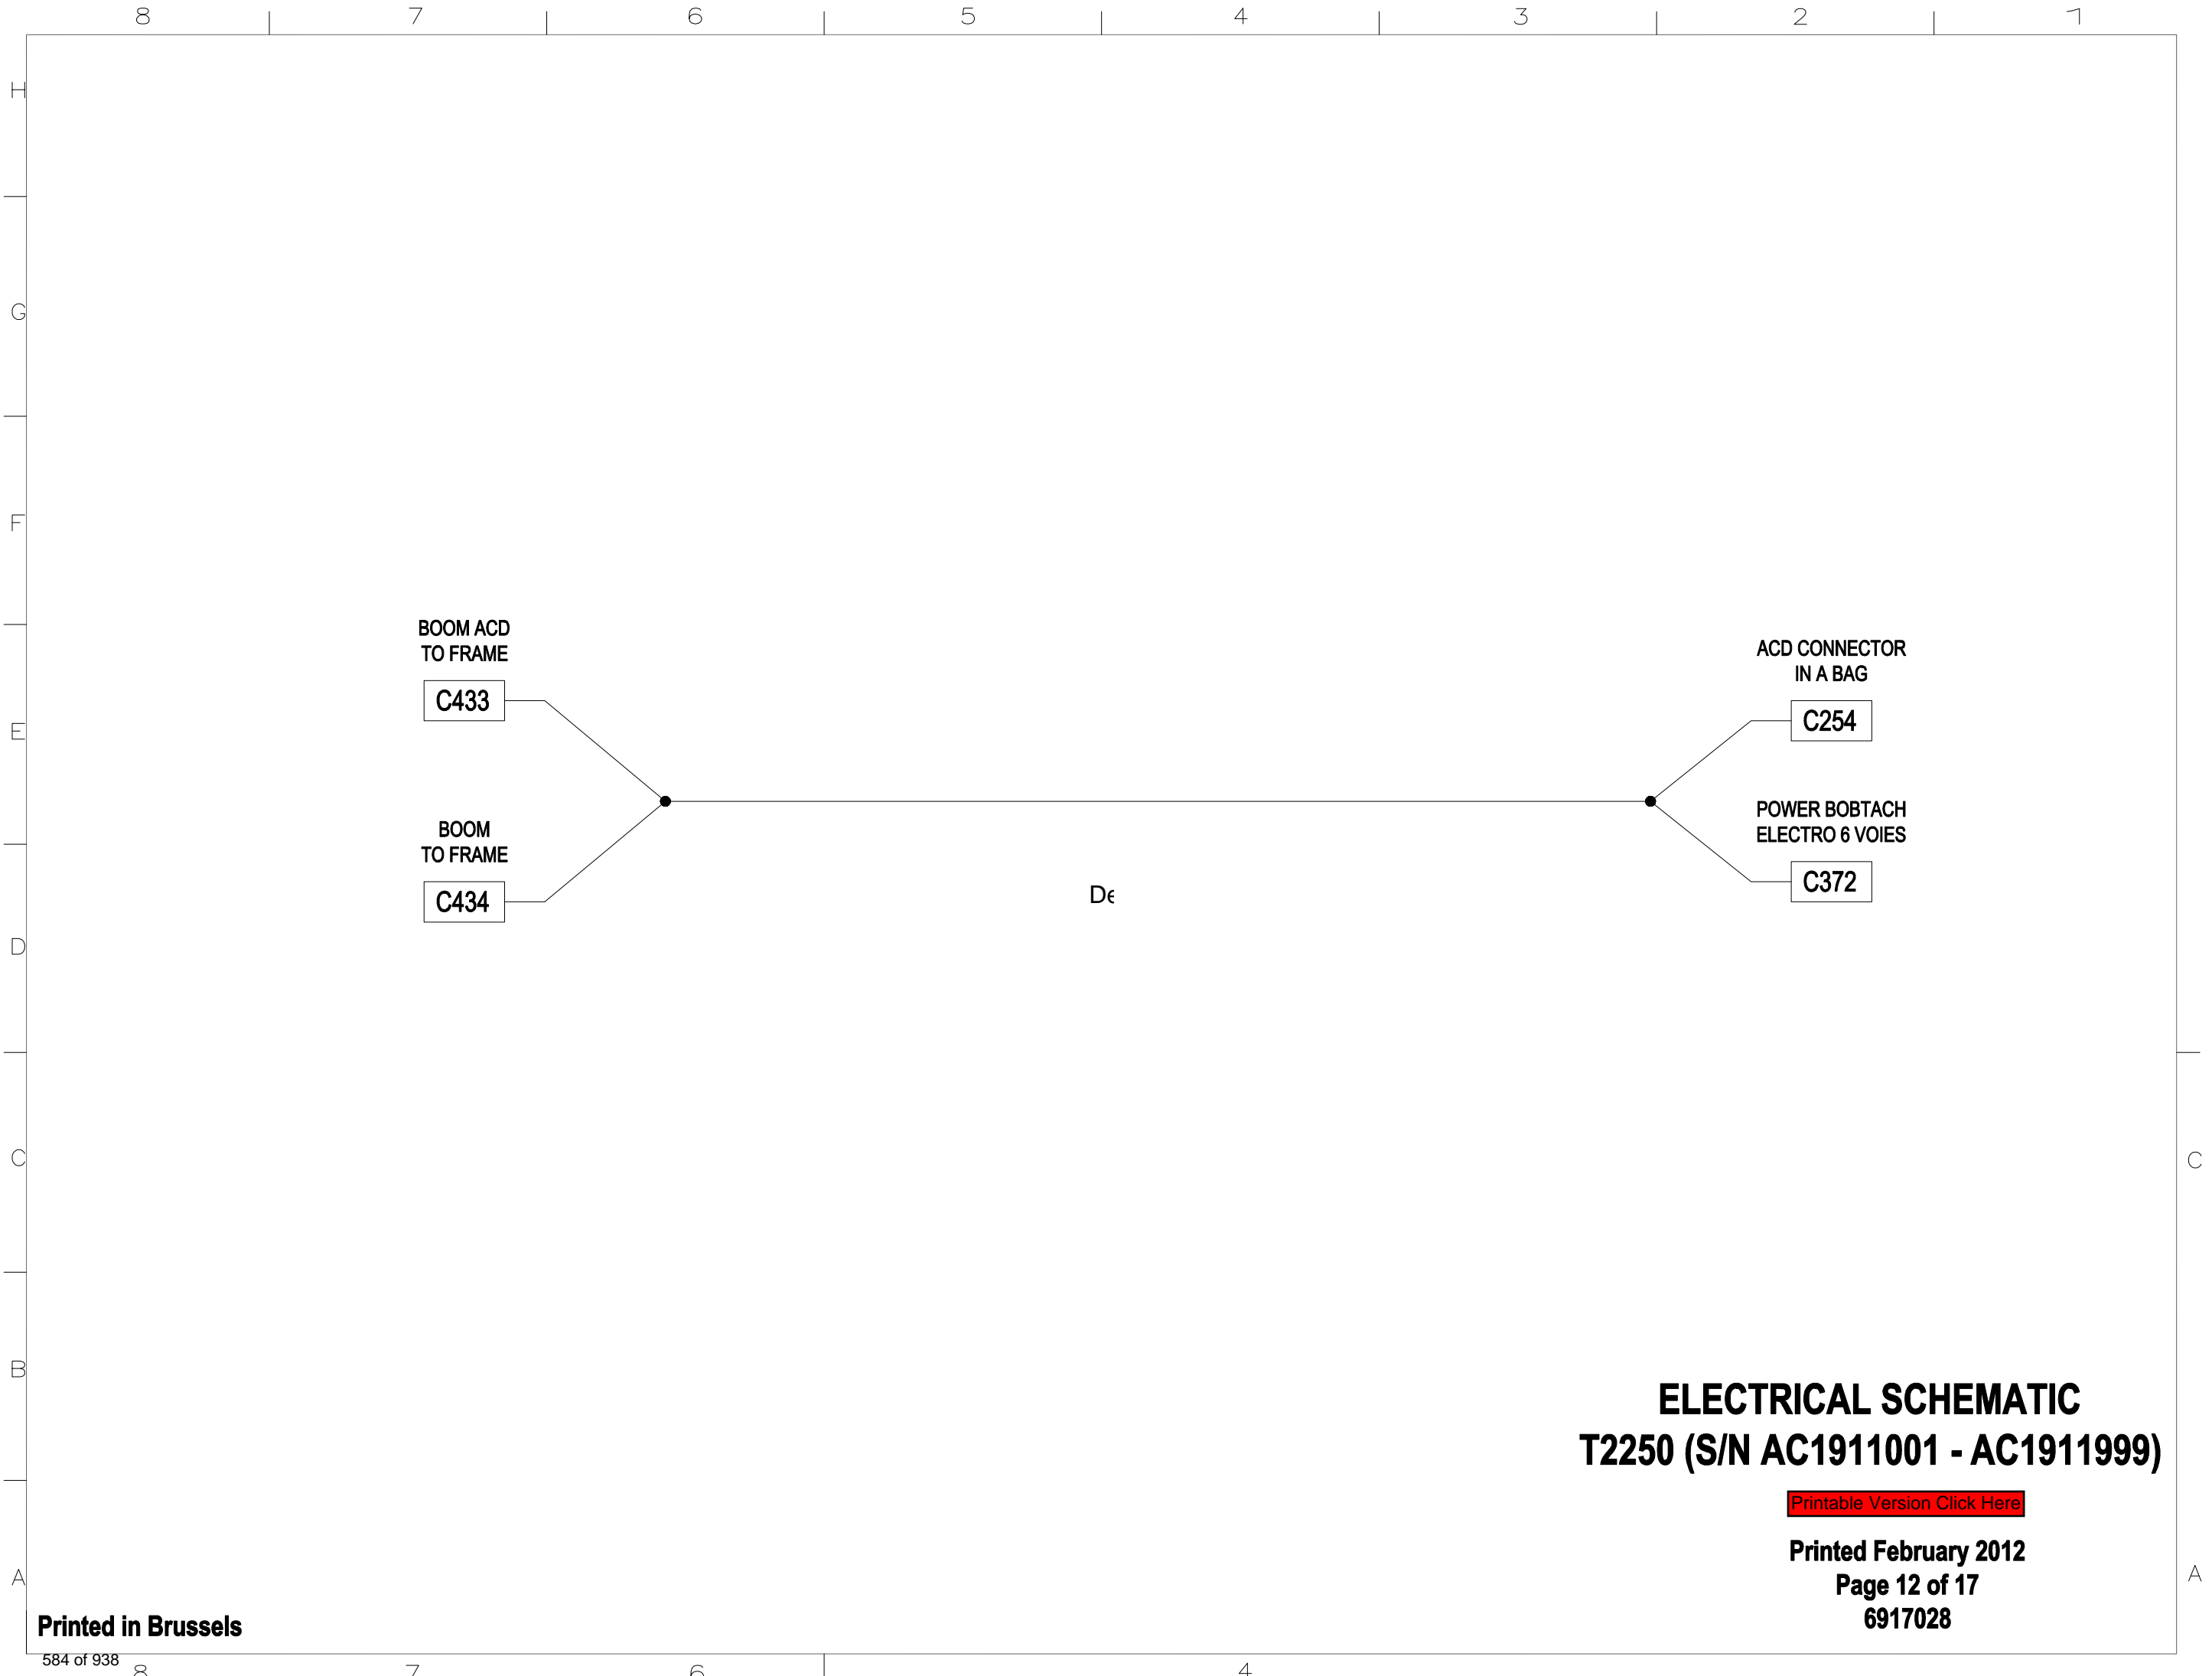 8 7 6 5 4 3 2 1
H
G
F
BOOM ACD
TO FRAME
C433
ACD CONNECTOR
IN A BAG
C254
E
POWER BOBTACH
ELECTRO 6 VOIES
C372
BOOM
TO FRAME
C434
De
D
C C
B
ELECTRICAL SCHEMATIC
T2250 (S/N AC1911001 - AC1911999)
Printable Version Click Here
Printed February 2012
Page 12 of 17
6917028
A A
Printed in Brussels
584 of 938
8 7 6 4